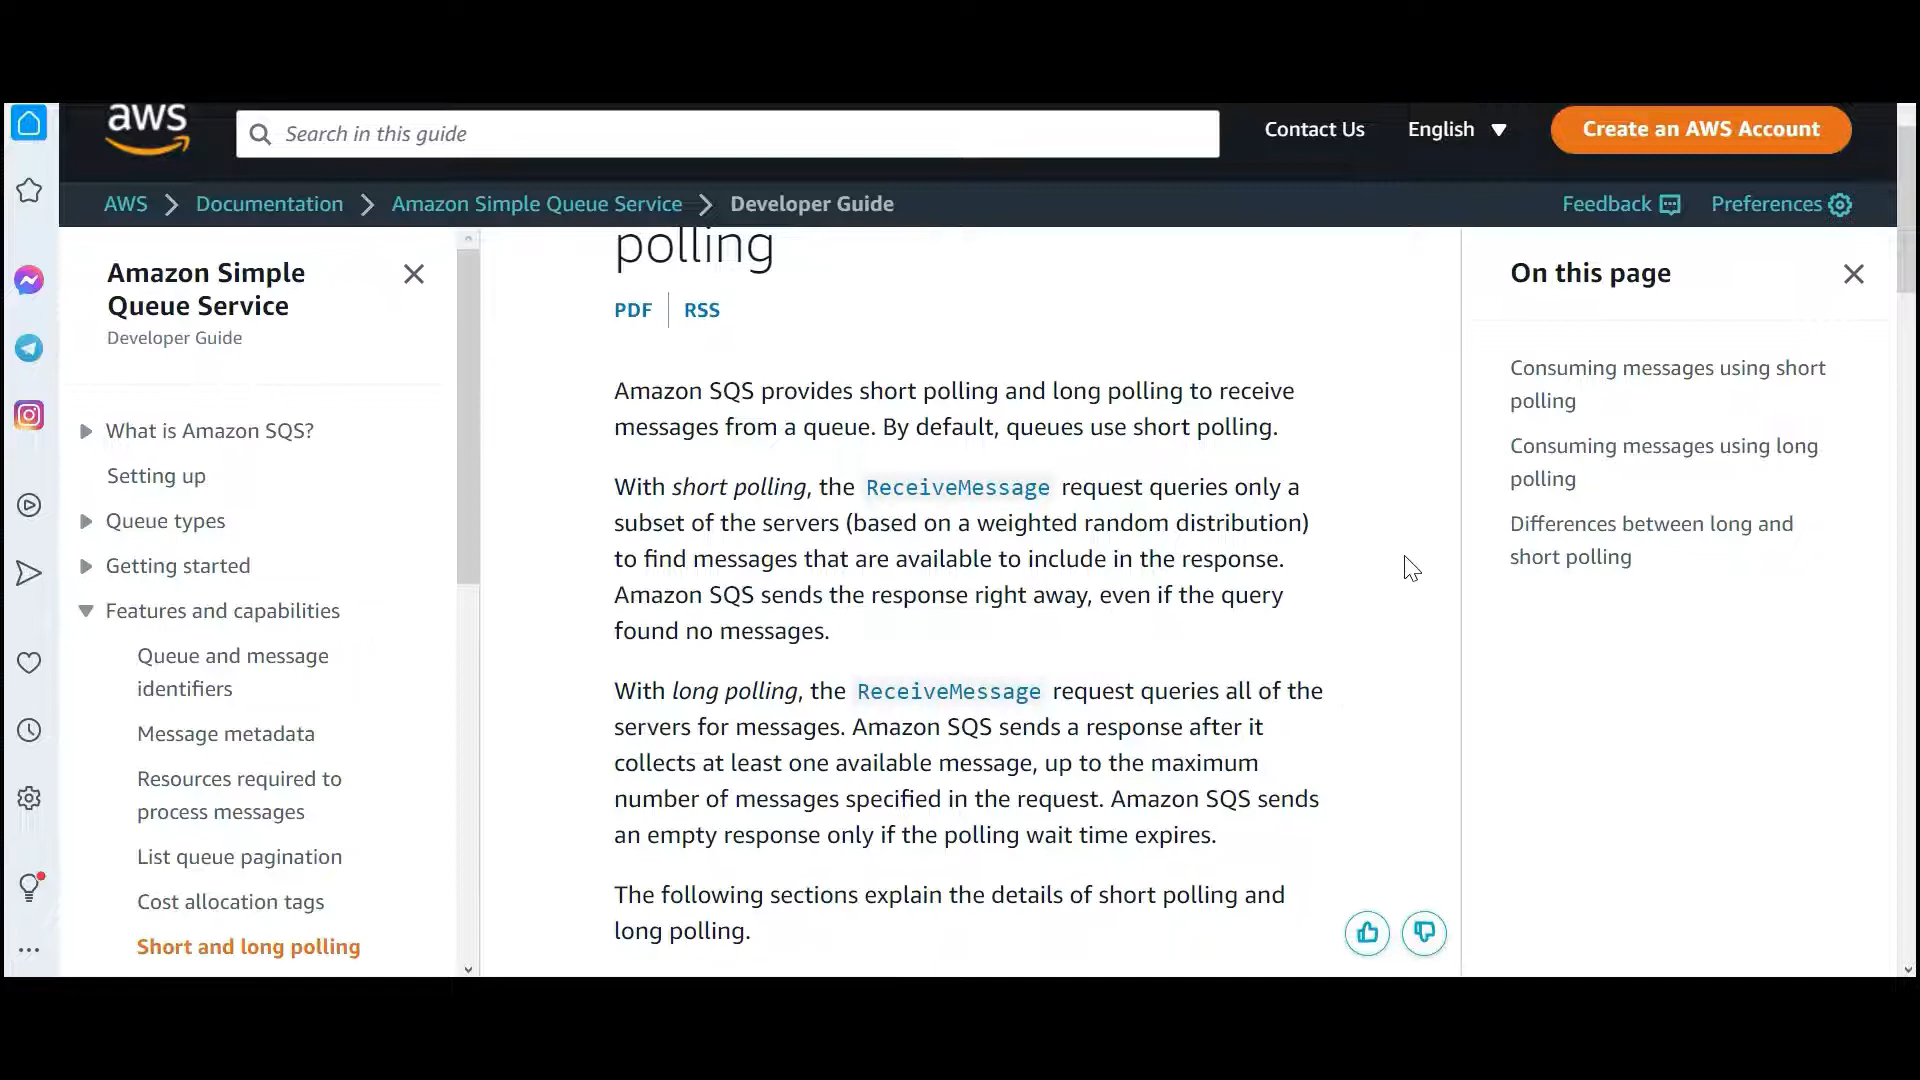 aws
Search in this guide
Contact Us
English
Create an AWS Account
AWS
Documentation
Amazon Simple Queue Service
Developer Guide
Feedback
Preferences
Amazon Simple
Queue Service
Developer Guide
What is Amazon SQS?
Setting up
Queue types
Getting started
Features and capabilities
Queue and message
identifiers
Message metadata
Resources required to
process messages
List queue pagination
Cost allocation tags
Short and long polling
polling
PDF
RSS
Amazon SQS provides short polling and long polling to receive
messages from a queue. By default, queues use short polling.
With short polling, the ReceiveMessage request queries only a
subset of the servers (based on a weighted random distribution)
to find messages that are available to include in the response.
Amazon SQS sends the response right away, even if the query
found no messages.
With long polling, the ReceiveMessage request queries all of the
servers for messages. Amazon SQS sends a response after it
collects at least one available message, up to the maximum
number of messages specified in the request. Amazon SQS sends
an empty response only if the polling wait time expires.
The following sections explain the details of short polling and
long polling.
On this page
Consuming messages using short
polling
Consuming messages using long
polling
Differences between long and
short polling